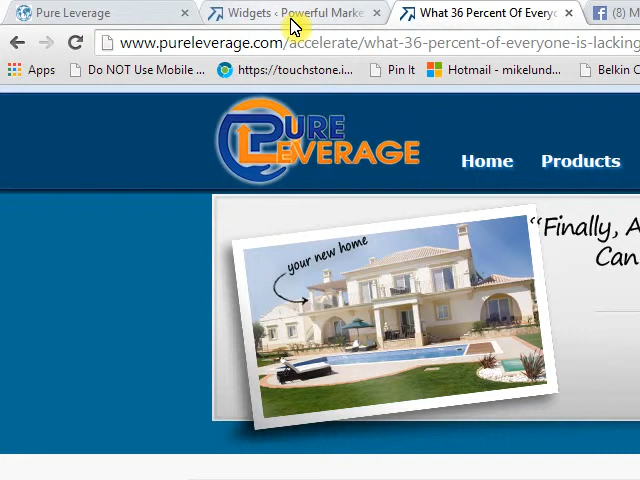 Pure Leverage
Widgets ‹ Powerful Marke
What 36 Percent Of Everyo
(8) M
www.pureleverage.com/accelerate/what-36-percent-of-everyone-is-lacking
Apps
Do NOT Use Mobile ...
https://touchstone.i...
Pin It
Hotmail - mikelund...
Belkin C
PURE
LEVERAGE
Home
Products
your new home
“Finally, A
Can